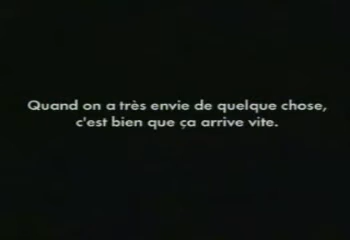 Quand on a très envie de quelque chose,
c'est bien que ça arrive vite.